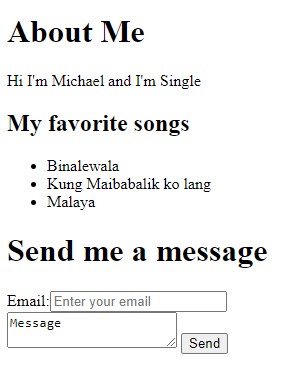 About Me
Hi I'm Michael and I'm Single
My favorite songs
Binalewala
Kung Maibabalik ko lang
Malaya
Send me a message
Email: Enter your email
Message
Send